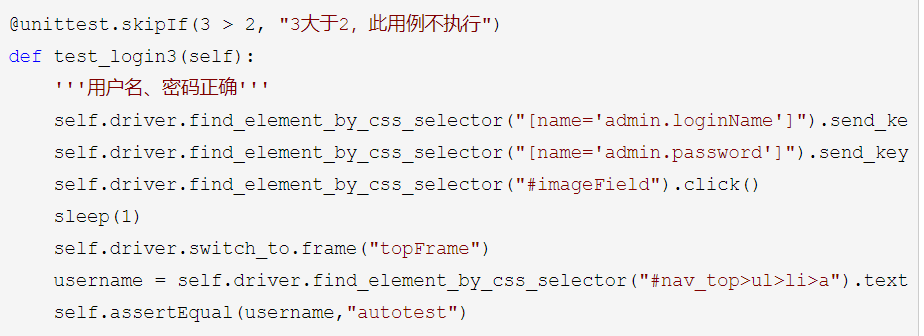 @unittest.skipIf(3 > 2, "3大于2，此用例不执行")
def test_login3(self):
    '''用户名、密码正确'''
    self.driver.find_element_by_css_selector("[name='admin.loginName']").send_ke
    self.driver.find_element_by_css_selector("[name='admin.password']").send_key
    self.driver.find_element_by_css_selector("#imageField").click()
    sleep(1)
    self.driver.switch_to.frame("topFrame")
    username = self.driver.find_element_by_css_selector("#nav_top>ul>li>a").text
    self.assertEqual(username,"autotest")